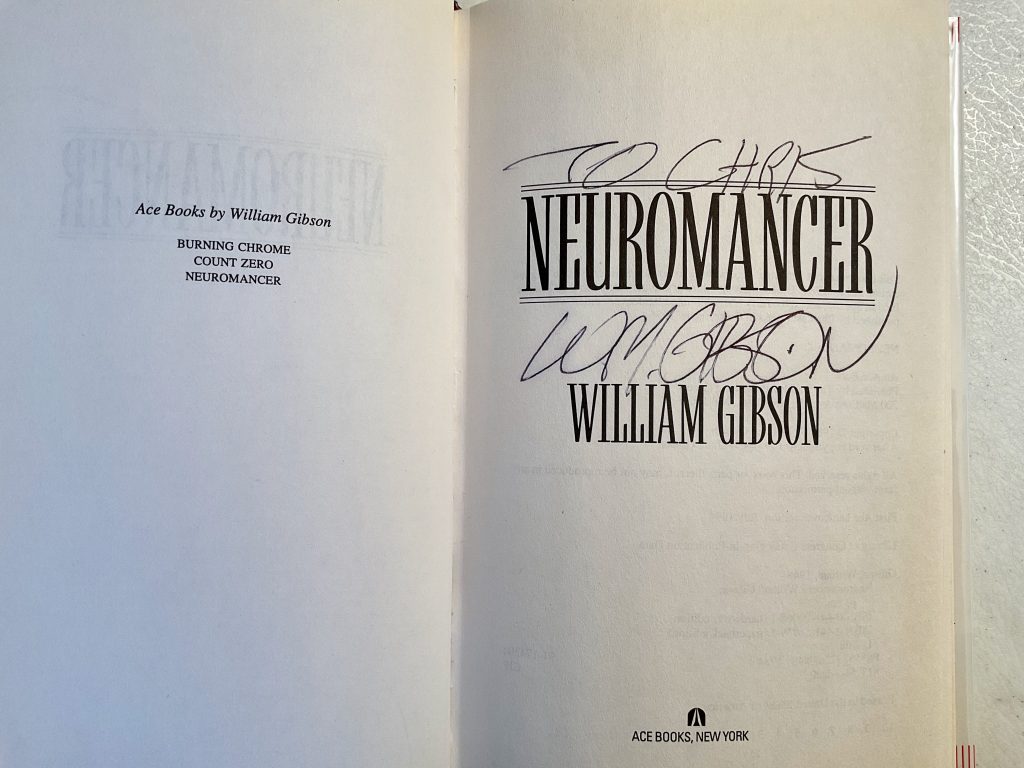 Ace Books by William Gibson
BURNING CHROME
COUNT ZERO
NEUROMANCER
TO CHRIS
NEUROMANCER
WM. GIBSON
WILLIAM GIBSON
ACE BOOKS, NEW YORK